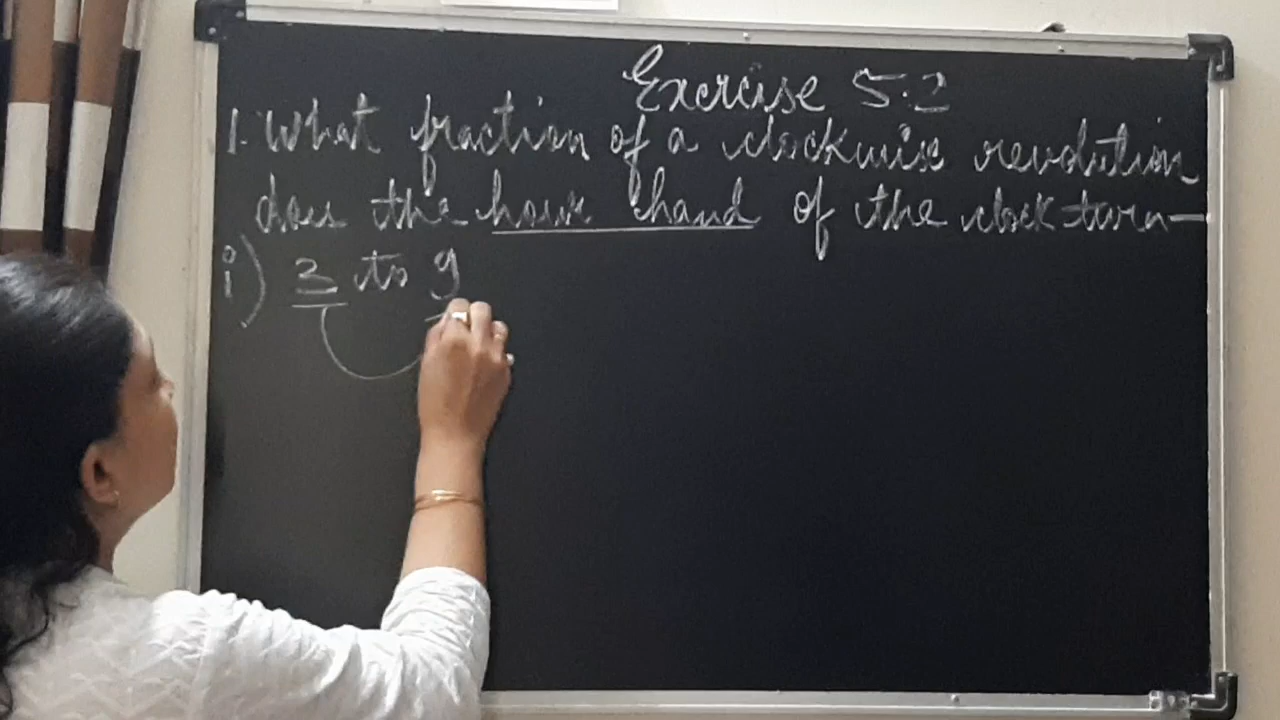 Exercise 5.2
1. What fraction of a clockwise revolution
does the hour hand of the clock turn—
i) 3 to 9